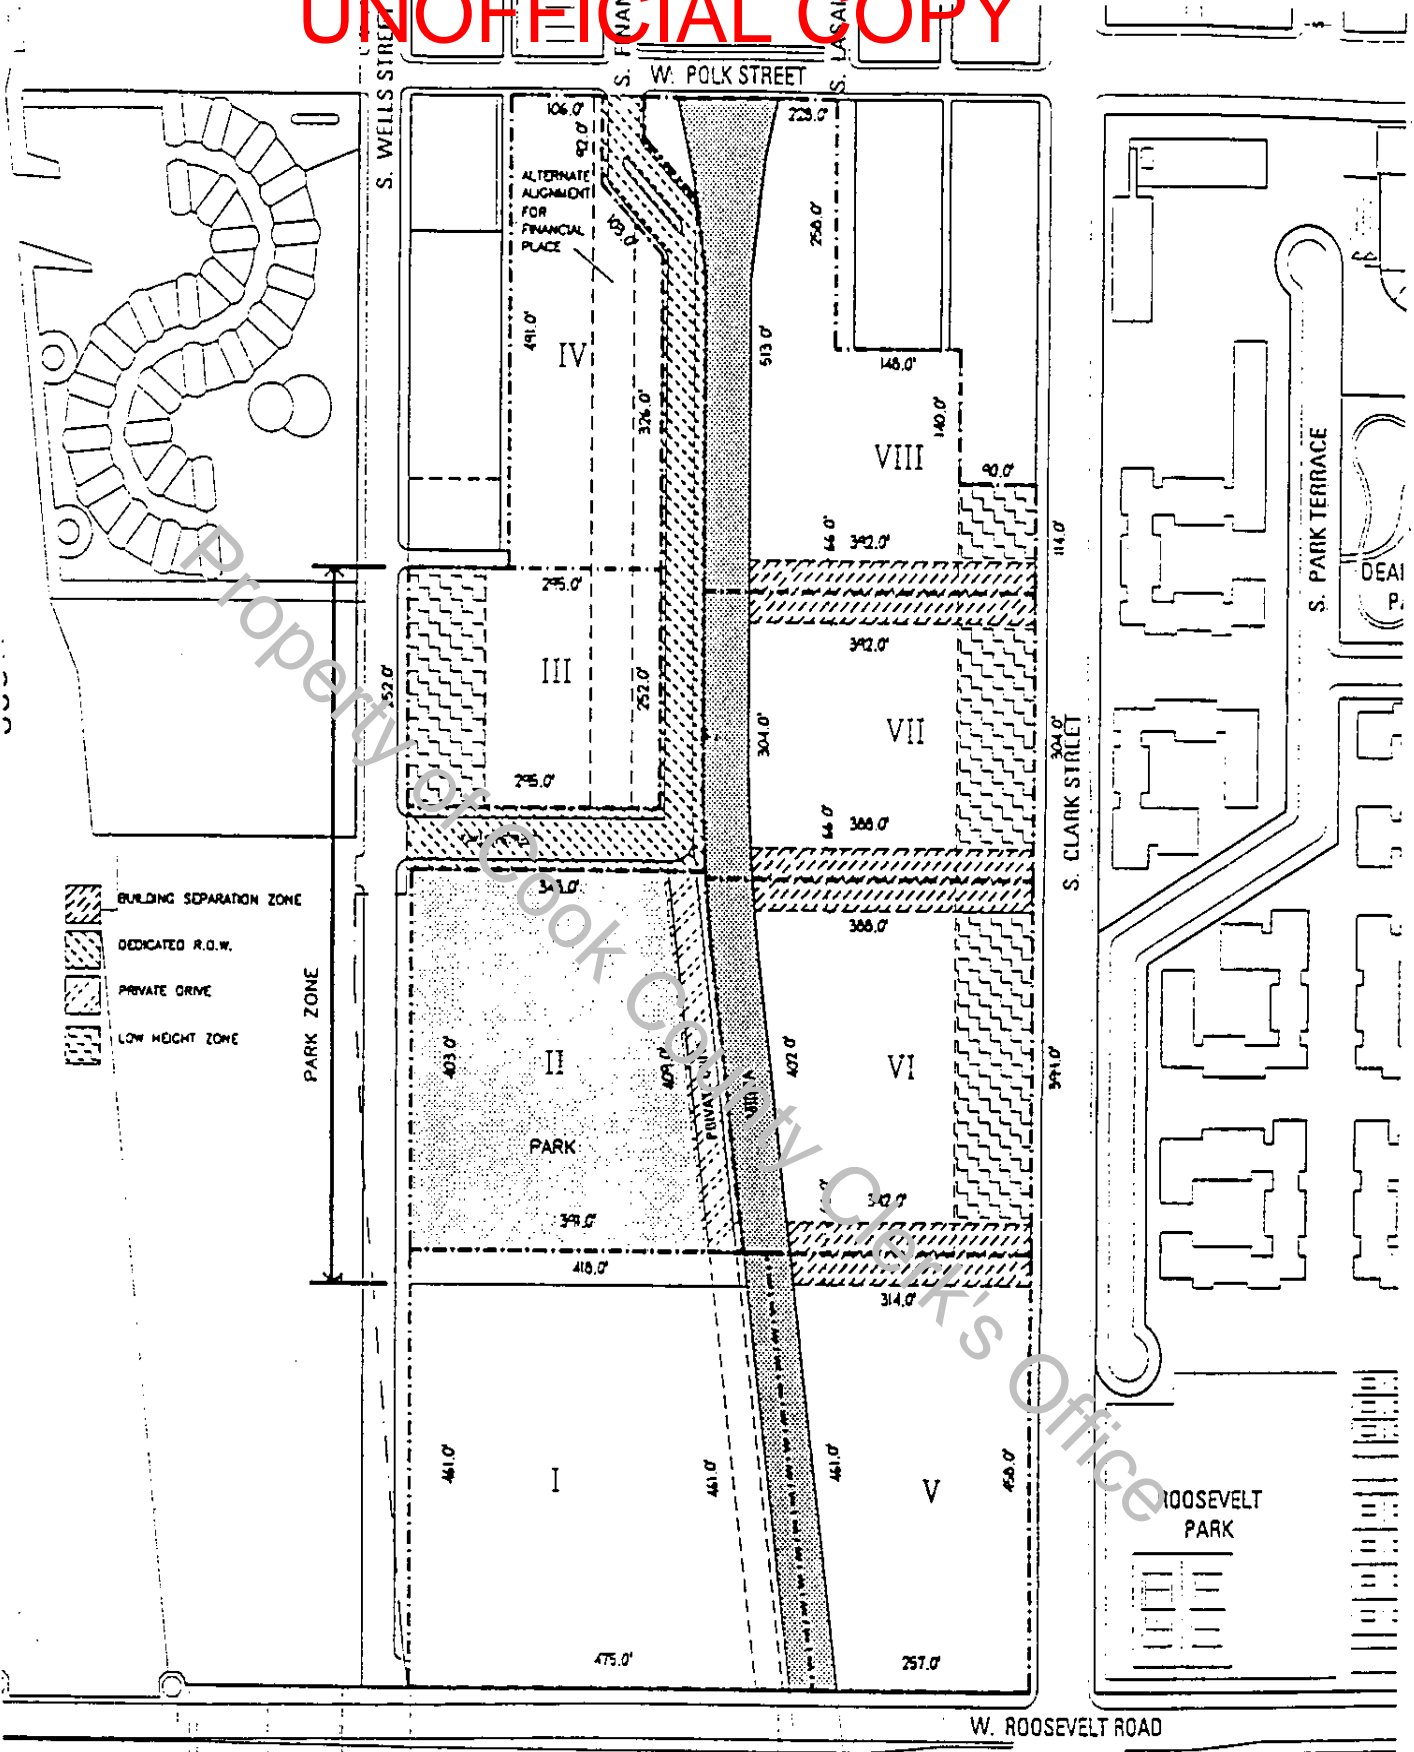 UNOFFICIAL COPY
S. WELLS STREET
W. POLK STREET
106.0'
92.0'
225.0'
ALTERNATE
ALIGNMENT
FOR
FINANCIAL
PLACE
103.0'
258.0'
491.0'
IV
513.0'
148.0'
326.0'
140.0'
VIII
90.0'
S. PARK TERRACE
66.0'
392.0'
114.0'
295.0'
392.0'
III
252.0'
VII
304.0'
304.0'
S. CLARK STREET
295.0'
66.0'
388.0'
BUILDING SEPARATION ZONE
DEDICATED R.O.W.
PRIVATE DRIVE
LOW HEIGHT ZONE
388.0'
PARK ZONE
403.0'
II
409.0'
402.0'
VI
PARK
391.0'
342.0'
418.0'
314.0'
461.0'
I
461.0'
461.0'
V
458.0'
ROOSEVELT
PARK
475.0'
257.0'
W. ROOSEVELT ROAD
Property of Cook County Clerk's Office